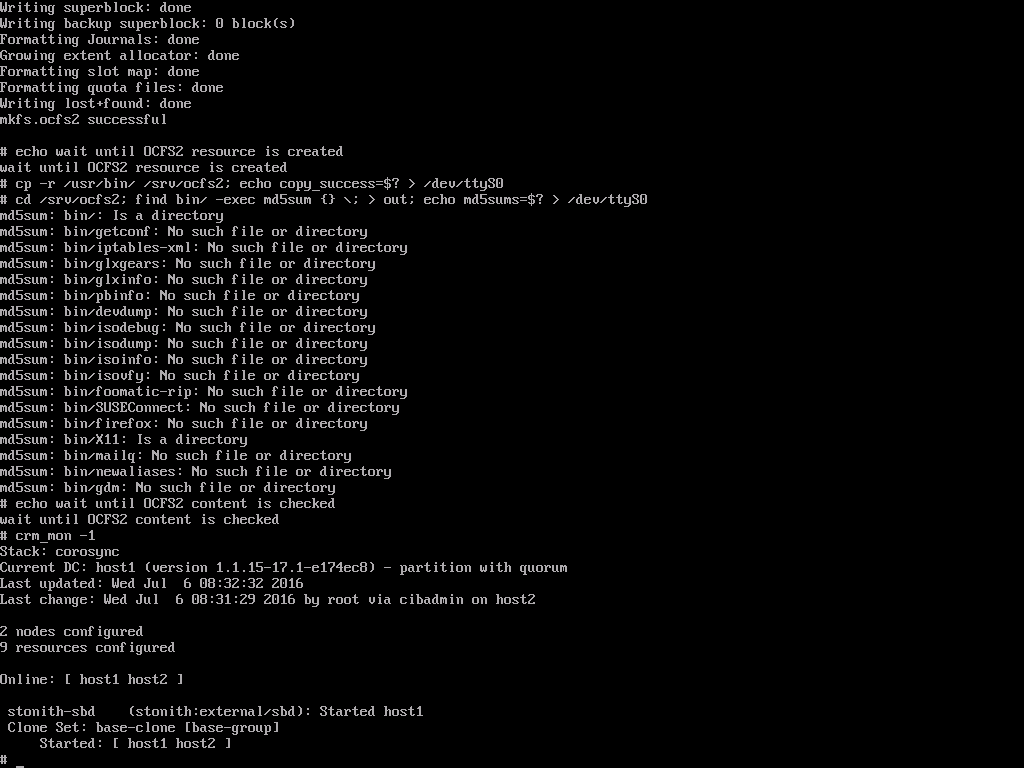 Writing superblock: done
Writing backup superblock: 0 block(s)
Formatting Journals: done
Growing extent allocator: done
Formatting slot map: done
Formatting quota files: done
Writing lost+found: done
mkfs.ocfs2 successful
# echo wait until OCFS2 resource is created
wait until OCFS2 resource is created
# cp -r /usr/bin/ /srv/ocfs2; echo copy_success=$? > /dev/ttyS0
# cd /srv/ocfs2; find bin/ -exec md5sum {} \; > out; echo md5sums=$? > /dev/ttyS0
md5sum: bin/: Is a directory
md5sum: bin/getconf: No such file or directory
md5sum: bin/iptables-xml: No such file or directory
md5sum: bin/glxgears: No such file or directory
md5sum: bin/glxinfo: No such file or directory
md5sum: bin/pbinfo: No such file or directory
md5sum: bin/devdump: No such file or directory
md5sum: bin/isodebug: No such file or directory
md5sum: bin/isodump: No such file or directory
md5sum: bin/isoinfo: No such file or directory
md5sum: bin/isovfy: No such file or directory
md5sum: bin/foomatic-rip: No such file or directory
md5sum: bin/SUSEConnect: No such file or directory
md5sum: bin/firefox: No such file or directory
md5sum: bin/X11: Is a directory
md5sum: bin/mailq: No such file or directory
md5sum: bin/newaliases: No such file or directory
md5sum: bin/gdm: No such file or directory
# echo wait until OCFS2 content is checked
wait until OCFS2 content is checked
# crm_mon -1
Stack: corosync
Current DC: host1 (version 1.1.15-17.1-e174ec8) - partition with quorum
Last updated: Wed Jul  6 08:32:32 2016
Last change: Wed Jul  6 08:31:29 2016 by root via cibadmin on host2
2 nodes configured
9 resources configured
Online: [ host1 host2 ]
stonith-sbd    (stonith:external/sbd): Started host1
Clone Set: base-clone [base-group]
Started: [ host1 host2 ]
# _